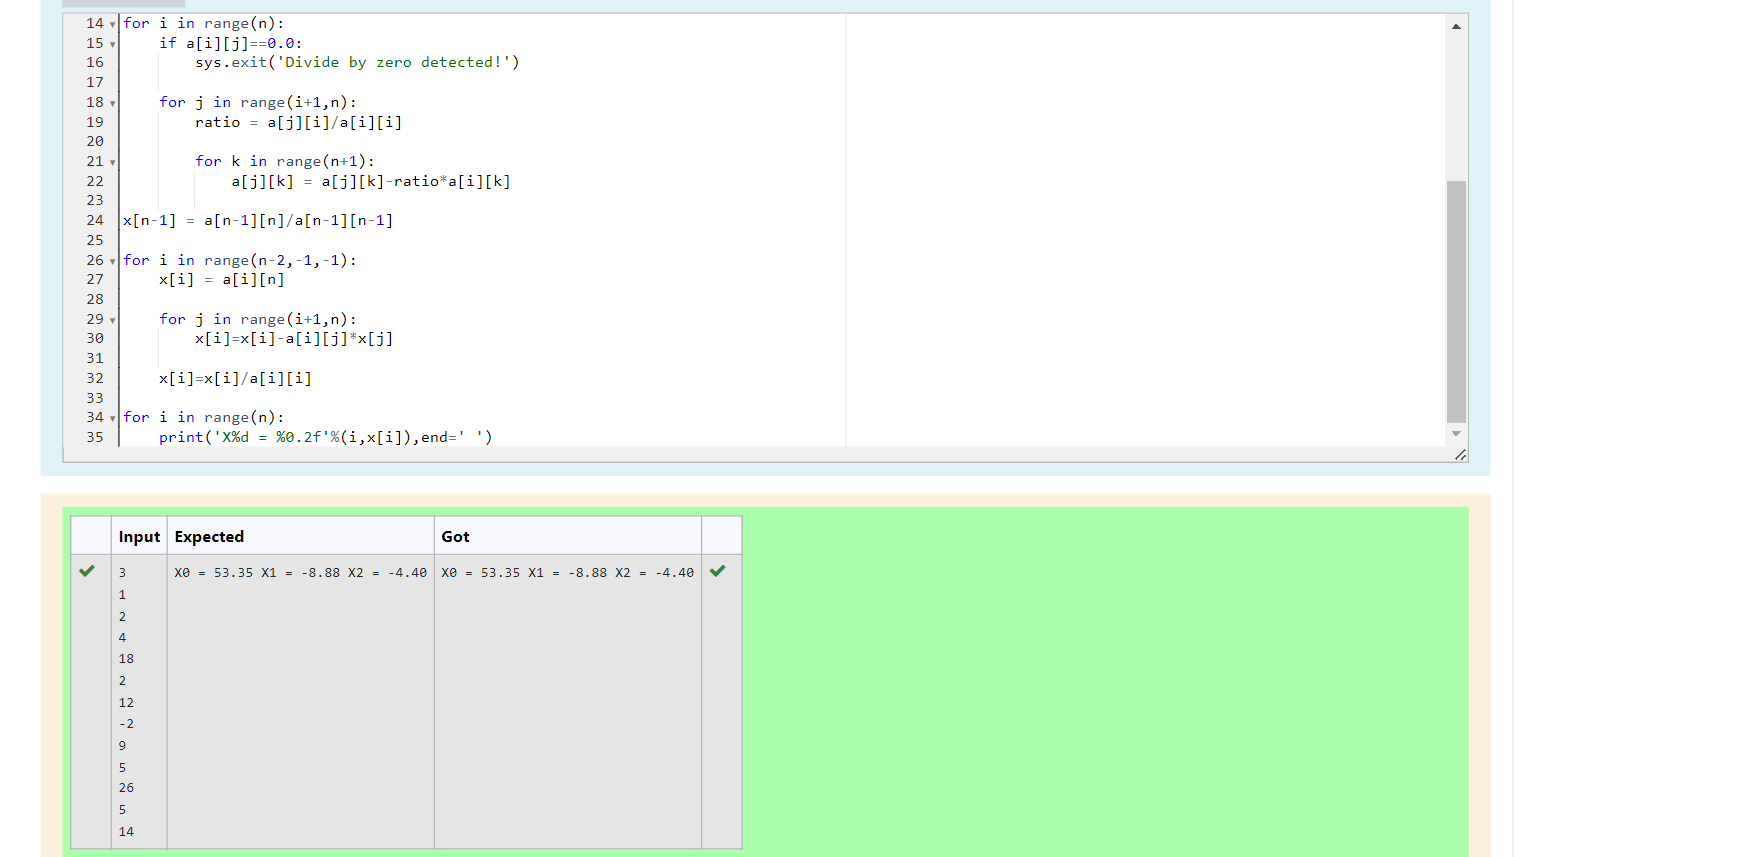 14 for i in range(n):
15     if a[i][j]==0.0:
16         sys.exit('Divide by zero detected!')
17
18     for j in range(i+1,n):
19         ratio = a[j][i]/a[i][i]
20
21         for k in range(n+1):
22             a[j][k] = a[j][k]-ratio*a[i][k]
23
24 x[n-1] = a[n-1][n]/a[n-1][n-1]
25
26 for i in range(n-2,-1,-1):
27     x[i] = a[i][n]
28
29     for j in range(i+1,n):
30         x[i]=x[i]-a[i][j]*x[j]
31
32     x[i]=x[i]/a[i][i]
33
34 for i in range(n):
35     print('X%d = %0.2f'%(i,x[i]),end=' ')
Input Expected Got
3 X0 = 53.35 X1 = -8.88 X2 = -4.40 X0 = 53.35 X1 = -8.88 X2 = -4.40
1
2
4
18
2
12
-2
9
5
26
5
14